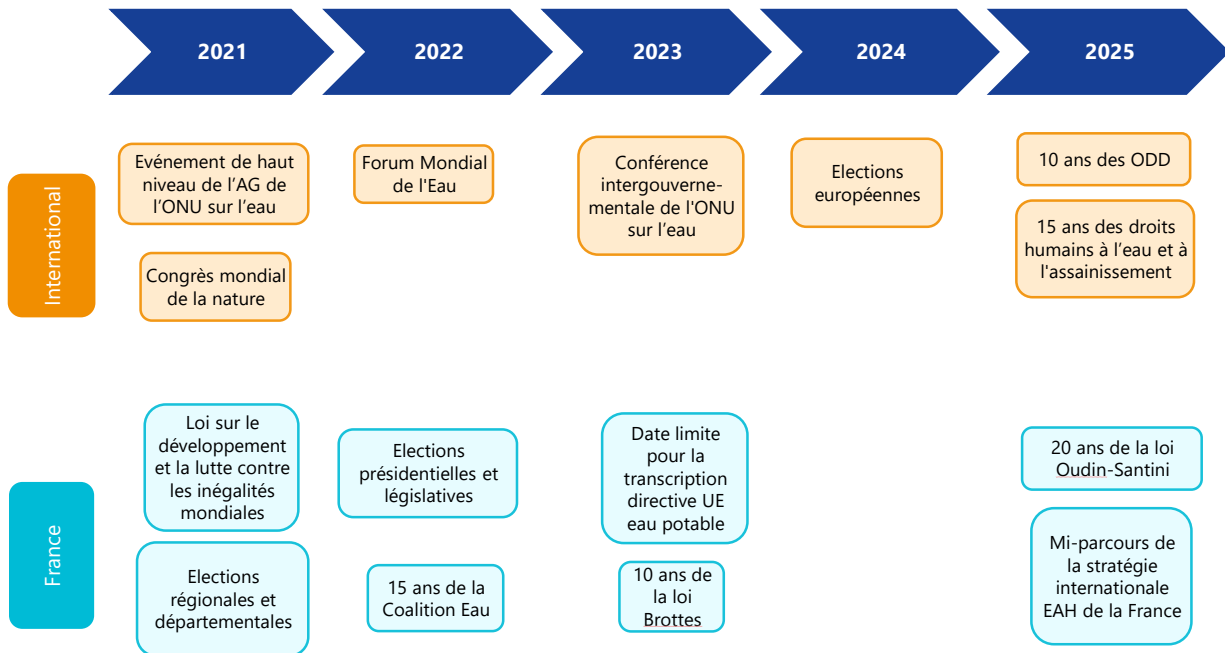 2021
2022
2023
2024
2025
International
Evénement de haut
niveau de l'AG de
l'ONU sur l'eau
Congrès mondial
de la nature
Forum Mondial
de l'Eau
Conférence
intergouverne-
mentale de l'ONU
sur l'eau
Elections
européennes
10 ans des ODD
15 ans des droits
humains à l'eau et à
l'assainissement
France
Loi sur le
développement
et la lutte contre
les inégalités
mondiales
Elections
régionales et
départementales
Elections
présidentielles et
législatives
15 ans de la
Coalition Eau
Date limite
pour la
transcription
directive UE
eau potable
10 ans de
la loi
Brottes
20 ans de la loi
Oudin-Santini
Mi-parcours de
la stratégie
internationale
EAH de la France